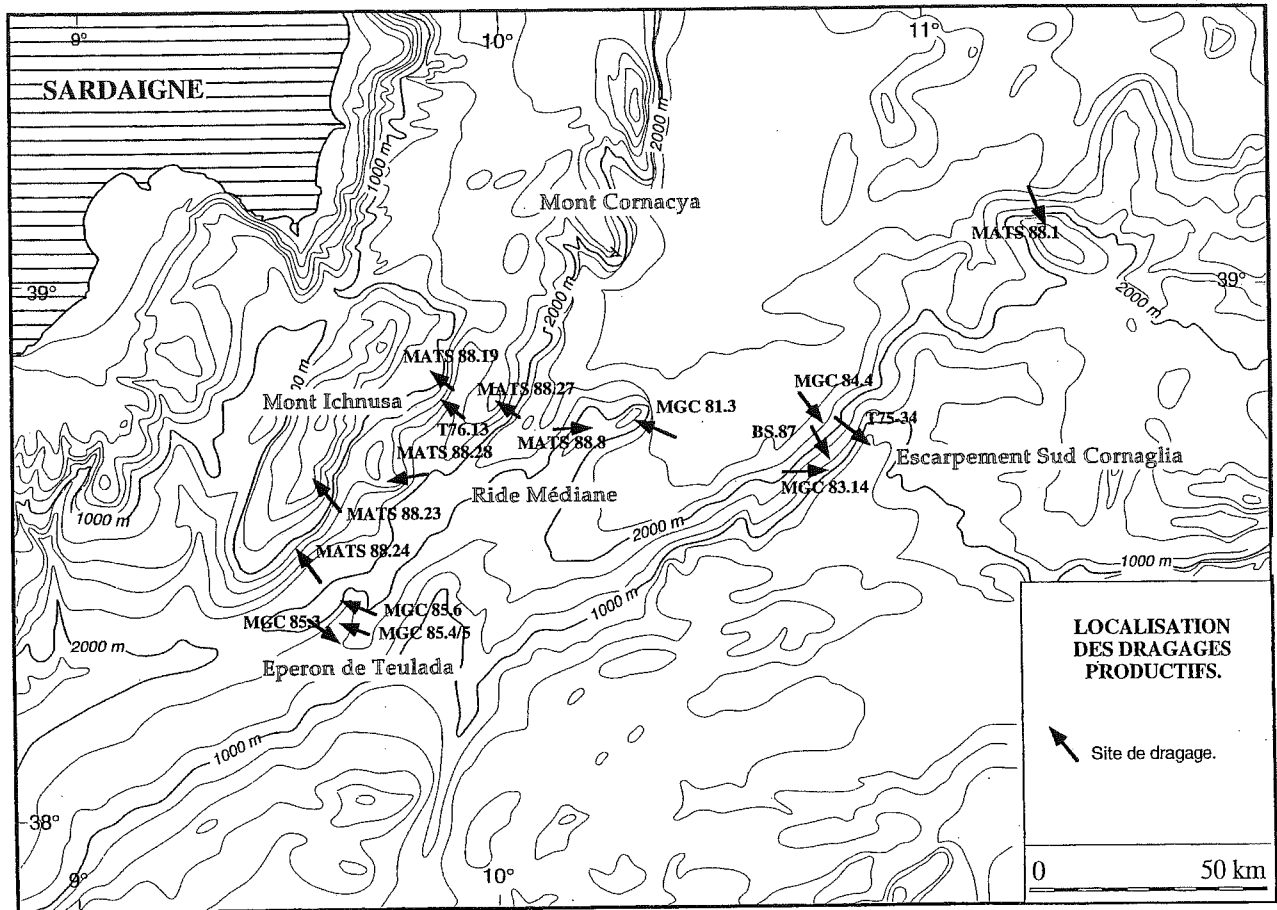 9°
10°
11°
SARDAIGNE
1000 m
2000 m
Mont Cornacya
MATS 88.1
39°
39°
2000 m
2000 m
MATS 88.19
MATS 88.27
Mont Ichnusa
MGC 81.3
MGC 84.4
T76.13
MATS 88.8
BS.87
T75-34
MATS 88.28
Escarpement Sud Cornaglia
Ride Médiane
MGC 83.14
MATS 88.23
1000 m
2000 m
MATS 88.24
1000 m
1000 m
MGC 85.3
MGC 85.6
MGC 85.4/5
2000 m
Eperon de Teulada
1000 m
LOCALISATION
DES DRAGAGES
PRODUCTIFS.
Site de dragage.
38°
9°
10°
0 50 km